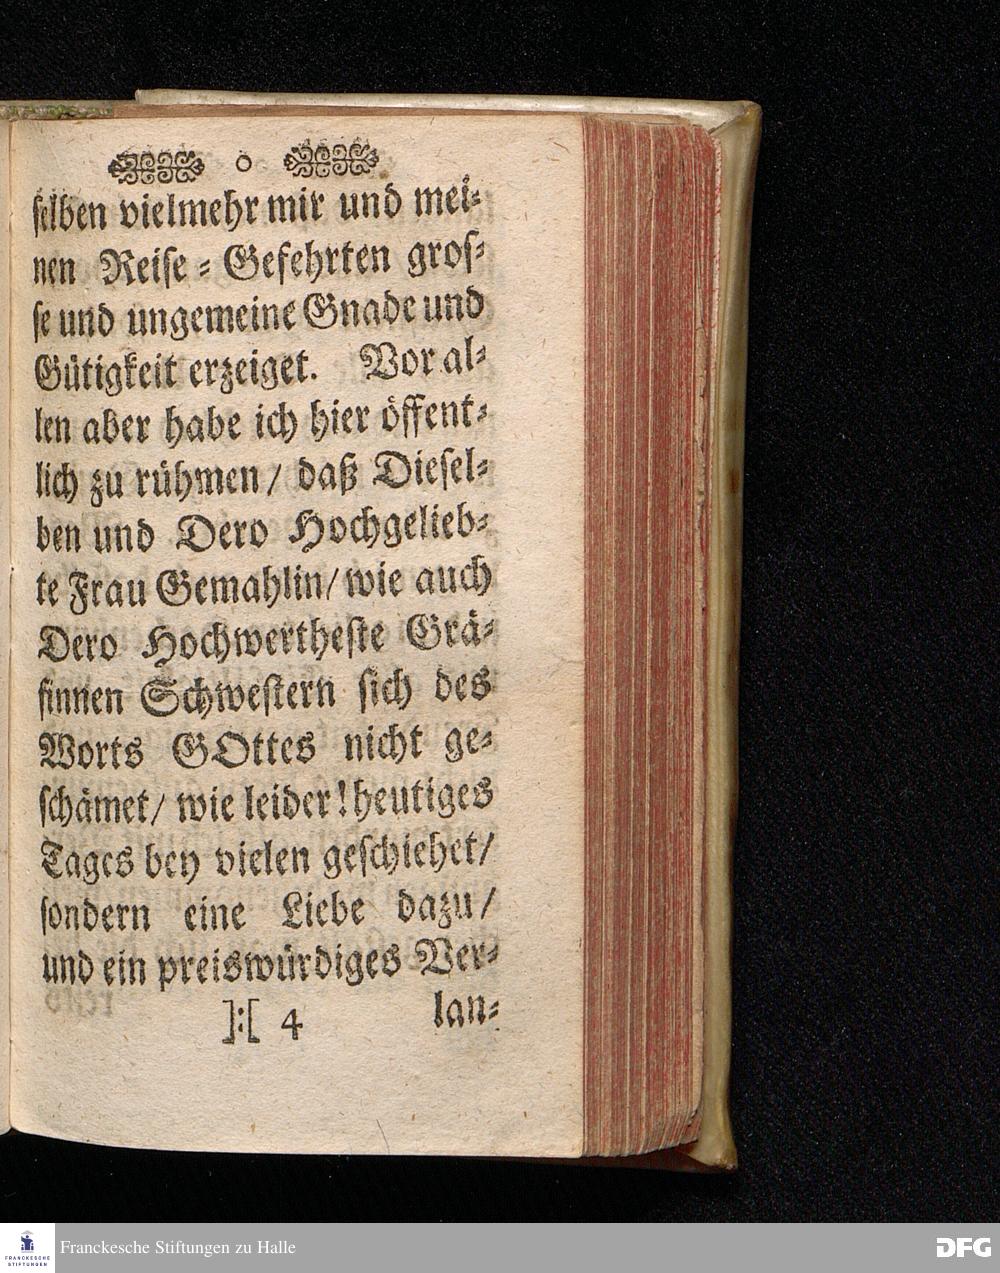 o
selben vielmehr mir und mei-
nen Reise-Gefehrten gros-
se und ungemeine Gnade und
Gütigkeit erzeiget. Vor al-
len aber habe ich hier öffent-
lich zu rühmen/ daß Diesel-
ben und Dero Hochgelieb-
te Frau Gemahlin/ wie auch
Dero Hochwertheste Grä-
finnen Schwestern sich des
Worts GOttes nicht ge-
schämet/ wie leider! heutiges
Tages bey vielen geschiehet/
sondern eine Liebe dazu/
und ein preiswürdiges Ver-
]:[ 4 lan-
FRANCKESCHE
STIFTUNGEN
Franckesche Stiftungen zu Halle
DFG